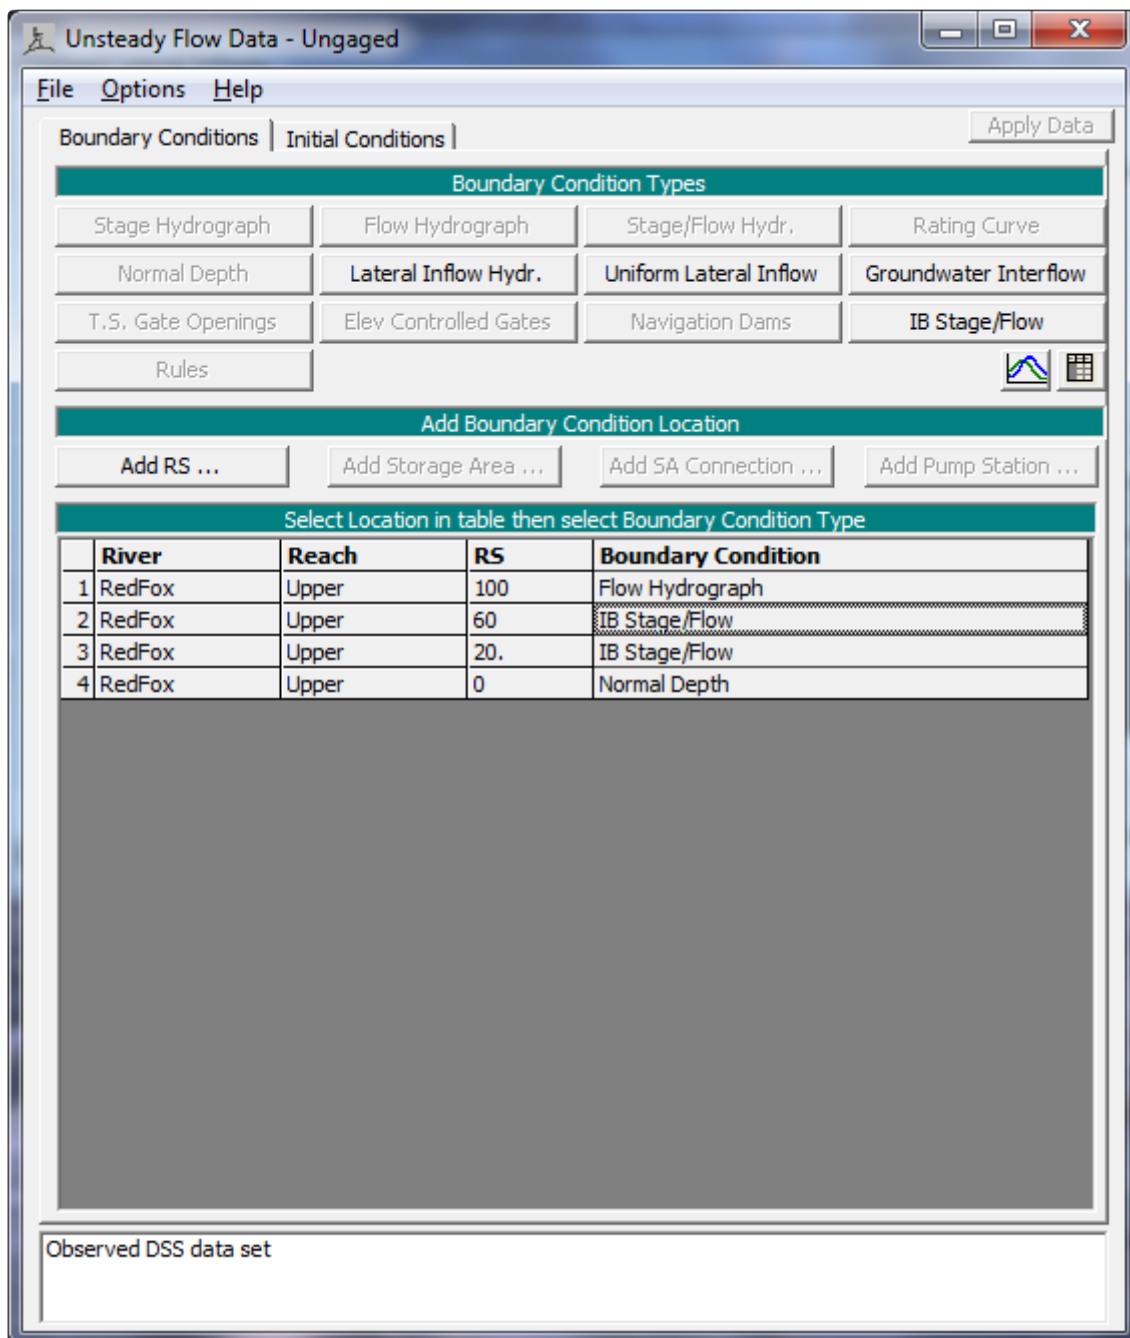 Unsteady Flow Data - Ungaged
File Options Help
Boundary Conditions Initial Conditions Apply Data
Boundary Condition Types
Stage Hydrograph Flow Hydrograph Stage/Flow Hydr. Rating Curve
Normal Depth Lateral Inflow Hydr. Uniform Lateral Inflow Groundwater Interflow
T.S. Gate Openings Elev Controlled Gates Navigation Dams IB Stage/Flow
Rules
Add Boundary Condition Location
Add RS ... Add Storage Area ... Add SA Connection ... Add Pump Station ...
Select Location in table then select Boundary Condition Type
River Reach RS Boundary Condition
1 RedFox Upper 100 Flow Hydrograph
2 RedFox Upper 60 IB Stage/Flow
3 RedFox Upper 20. IB Stage/Flow
4 RedFox Upper 0 Normal Depth
Observed DSS data set